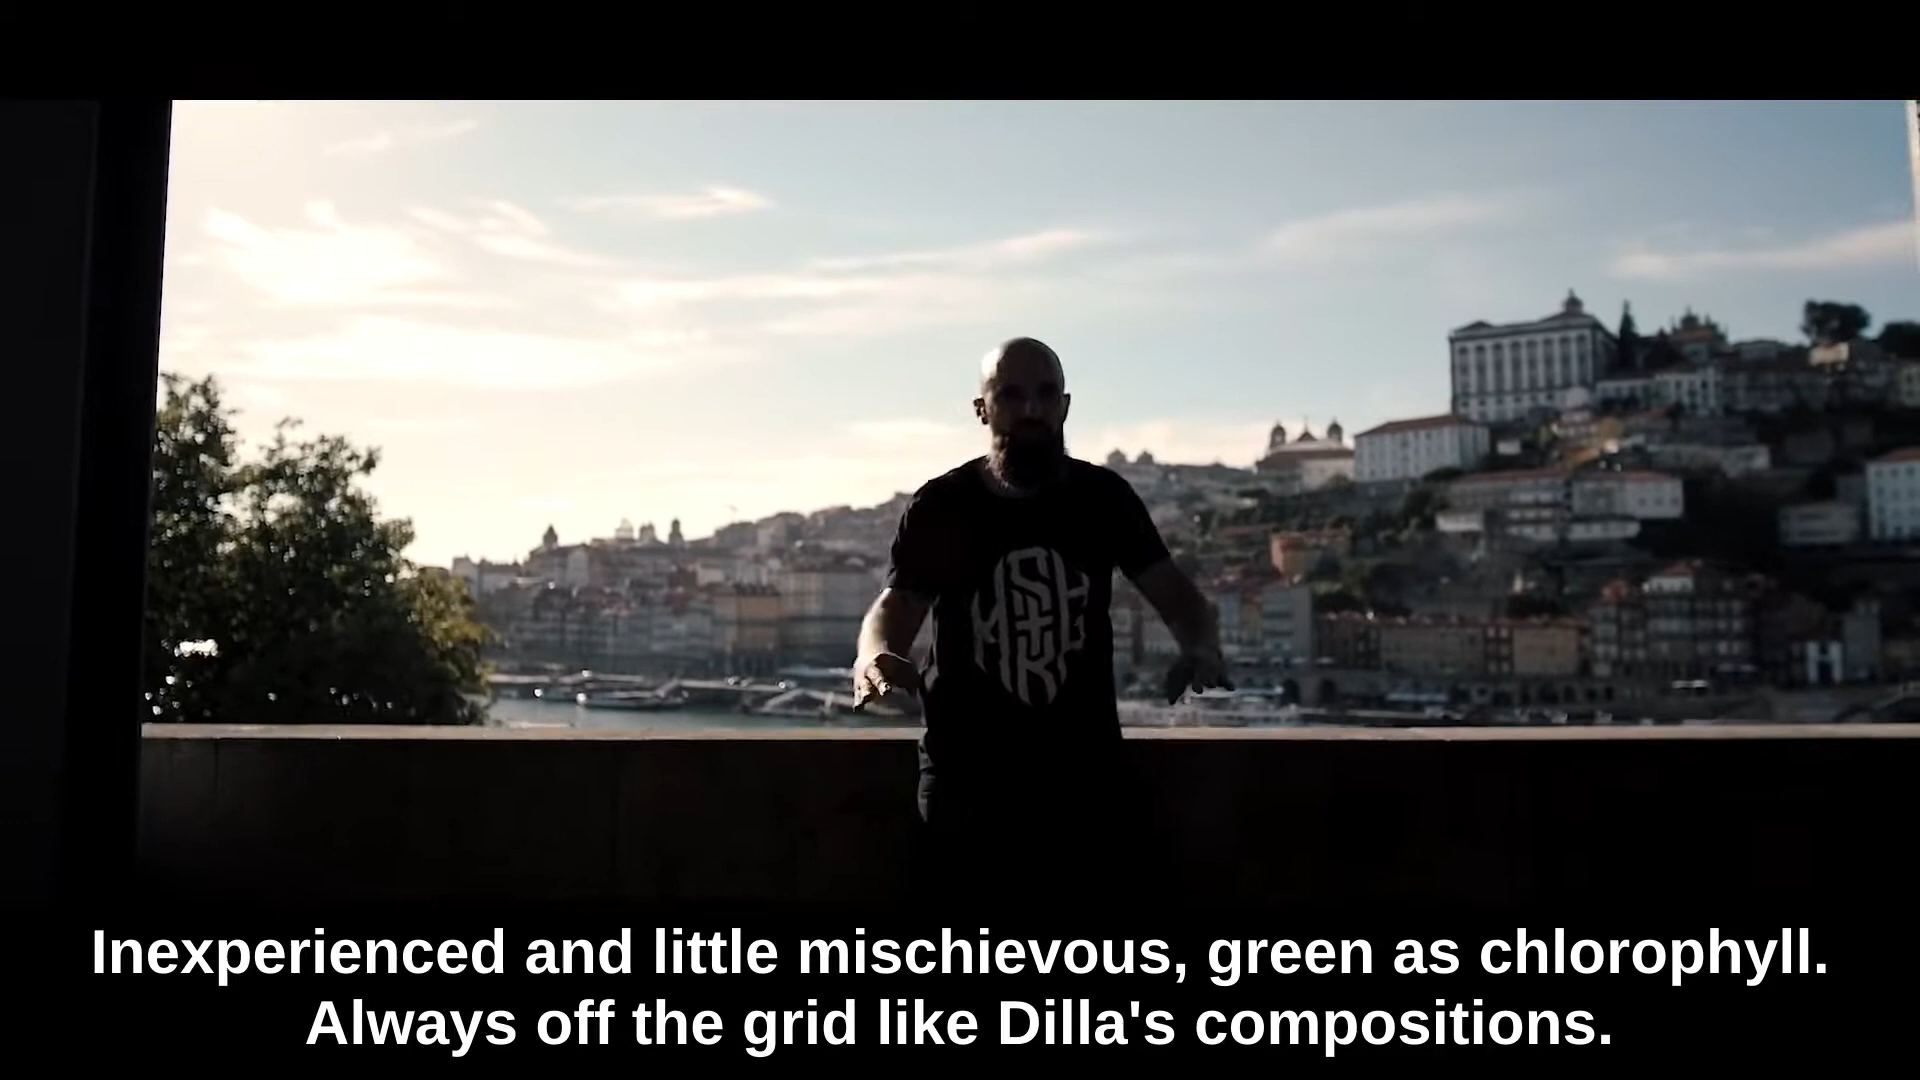 Inexperienced and little mischievous, green as chlorophyll.
Always off the grid like Dilla's compositions.